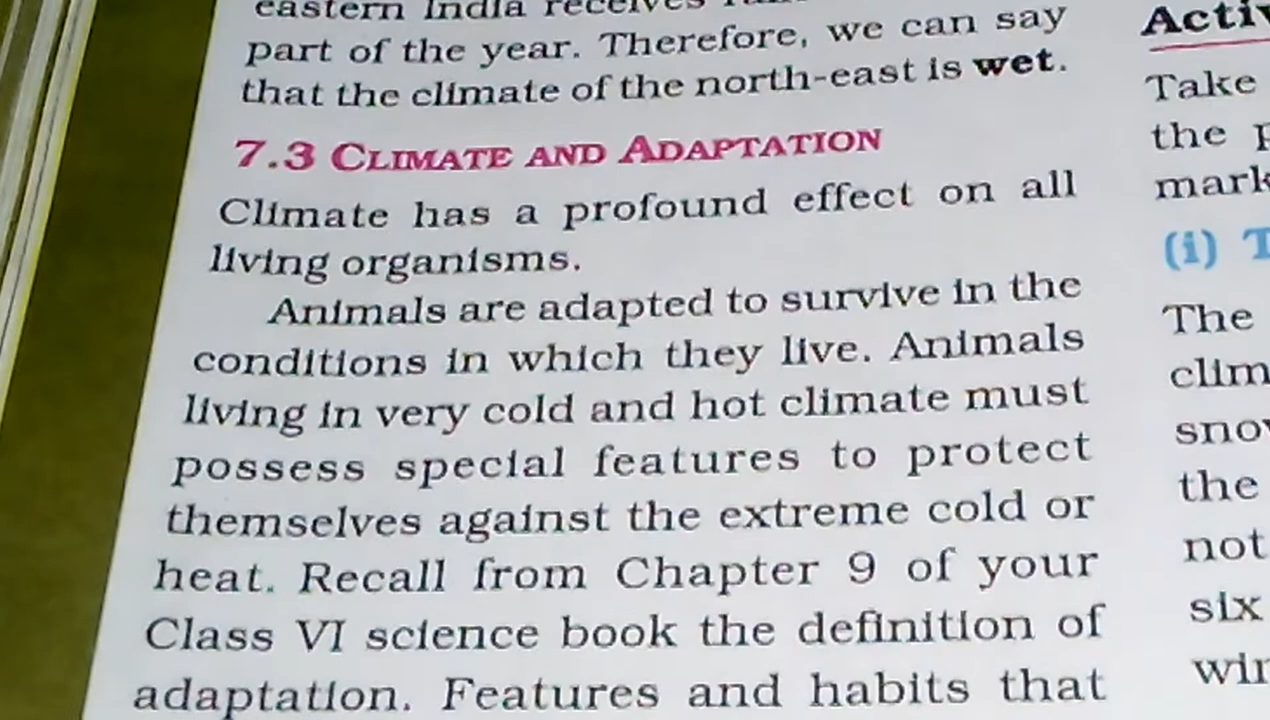 eastern India receives
part of the year. Therefore, we can say
that the climate of the north-east is wet.
7.3 CLIMATE AND ADAPTATION
Climate has a profound effect on all
living organisms.
Animals are adapted to survive in the
conditions in which they live. Animals
living in very cold and hot climate must
possess special features to protect
themselves against the extreme cold or
heat. Recall from Chapter 9 of your
Class VI science book the definition of
adaptation. Features and habits that
Take
the
(i)
The
the
not
six